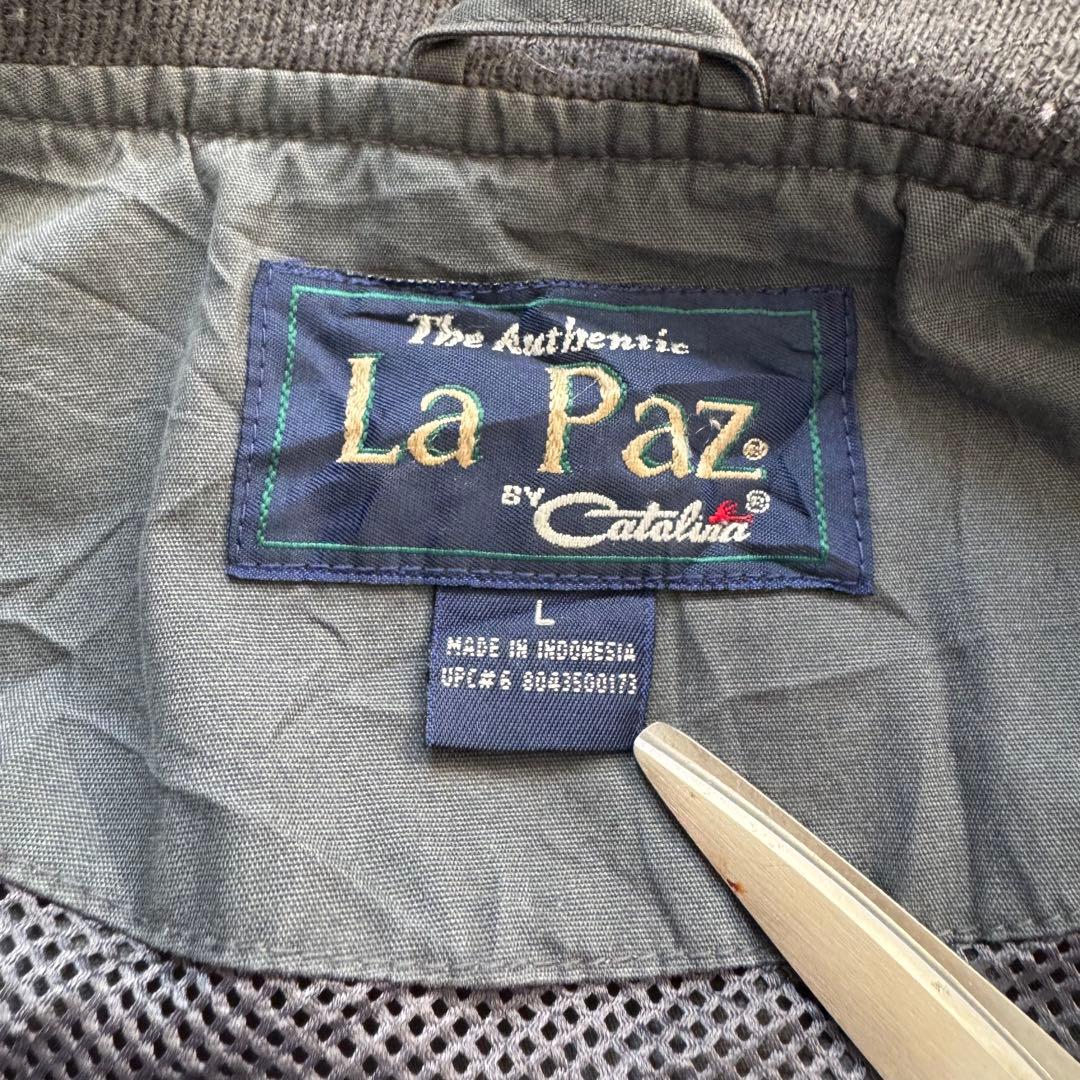 The Authentic
La Paz®
BY Catalina®
L
MADE IN INDONESIA
UPC# 6 8043500173